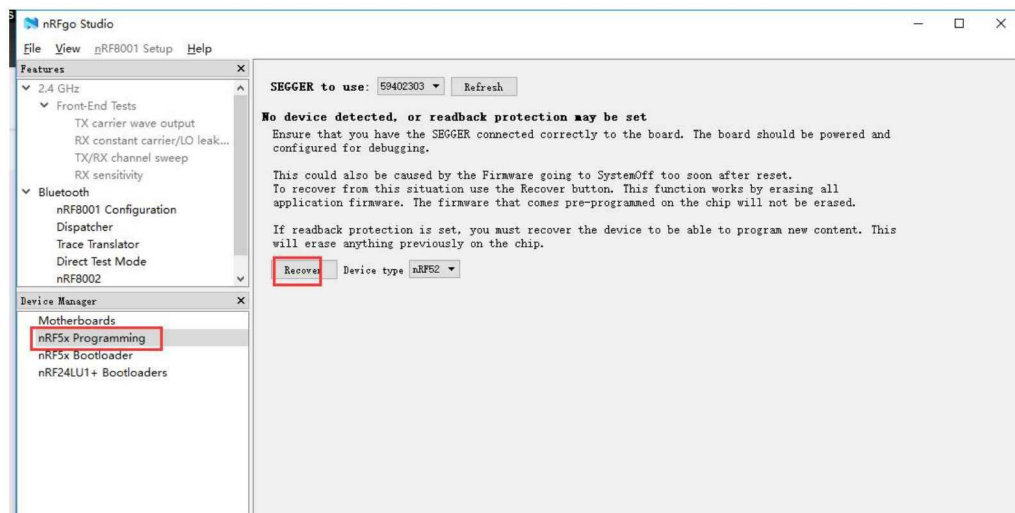 nRFgo Studio
File View nRF8001 Setup Help
Features
2.4 GHz
Front-End Tests
TX carrier wave output
RX constant carrier/LO leak...
TX/RX channel sweep
RX sensitivity
Bluetooth
nRF8001 Configuration
Dispatcher
Trace Translator
Direct Test Mode
nRF8002
Device Manager
Motherboards
nRF5x Programming
nRF5x Bootloader
nRF24LU1+ Bootloaders
SEGGER to use: 59402303 Refresh
No device detected, or readback protection may be set
Ensure that you have the SEGGER connected correctly to the board. The board should be powered and
configured for debugging.
This could also be caused by the Firmware going to SystemOff too soon after reset.
To recover from this situation use the Recover button. This function works by erasing all
application firmware. The firmware that comes pre-programmed on the chip will not be erased.
If readback protection is set, you must recover the device to be able to program new content. This
will erase anything previously on the chip.
Recover Device type nRF52